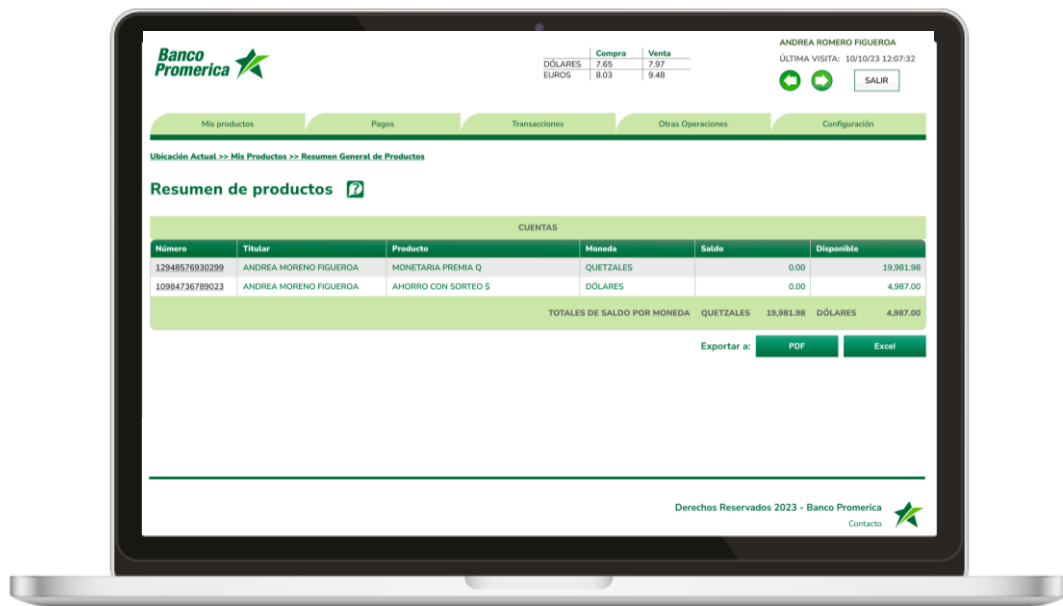 Banco
Promerica
Compra Venta
DÓLARES 7.65 7.97
EUROS 8.03 9.48
ANDREA ROMERO FIGUEROA
ÚLTIMA VISITA: 10/10/23 12:07:32
SALIR
Mis productos Pagos Transacciones Otras Operaciones Configuración
Ubicación Actual >> Mis Productos >> Resumen General de Productos
Resumen de productos ?
CUENTAS
Número Titular Producto Moneda Saldo Disponible
12948576930299 ANDREA MORENO FIGUEROA MONETARIA PREMIA Q QUETZALES 0.00 19,981.98
10984736789023 ANDREA MORENO FIGUEROA AHORRO CON SORTEO $ DÓLARES 0.00 4,987.00
TOTALES DE SALDO POR MONEDA QUETZALES 19,981.98 DÓLARES 4,987.00
Exportar a: PDF Excel
Derechos Reservados 2023 - Banco Promerica
Contacto